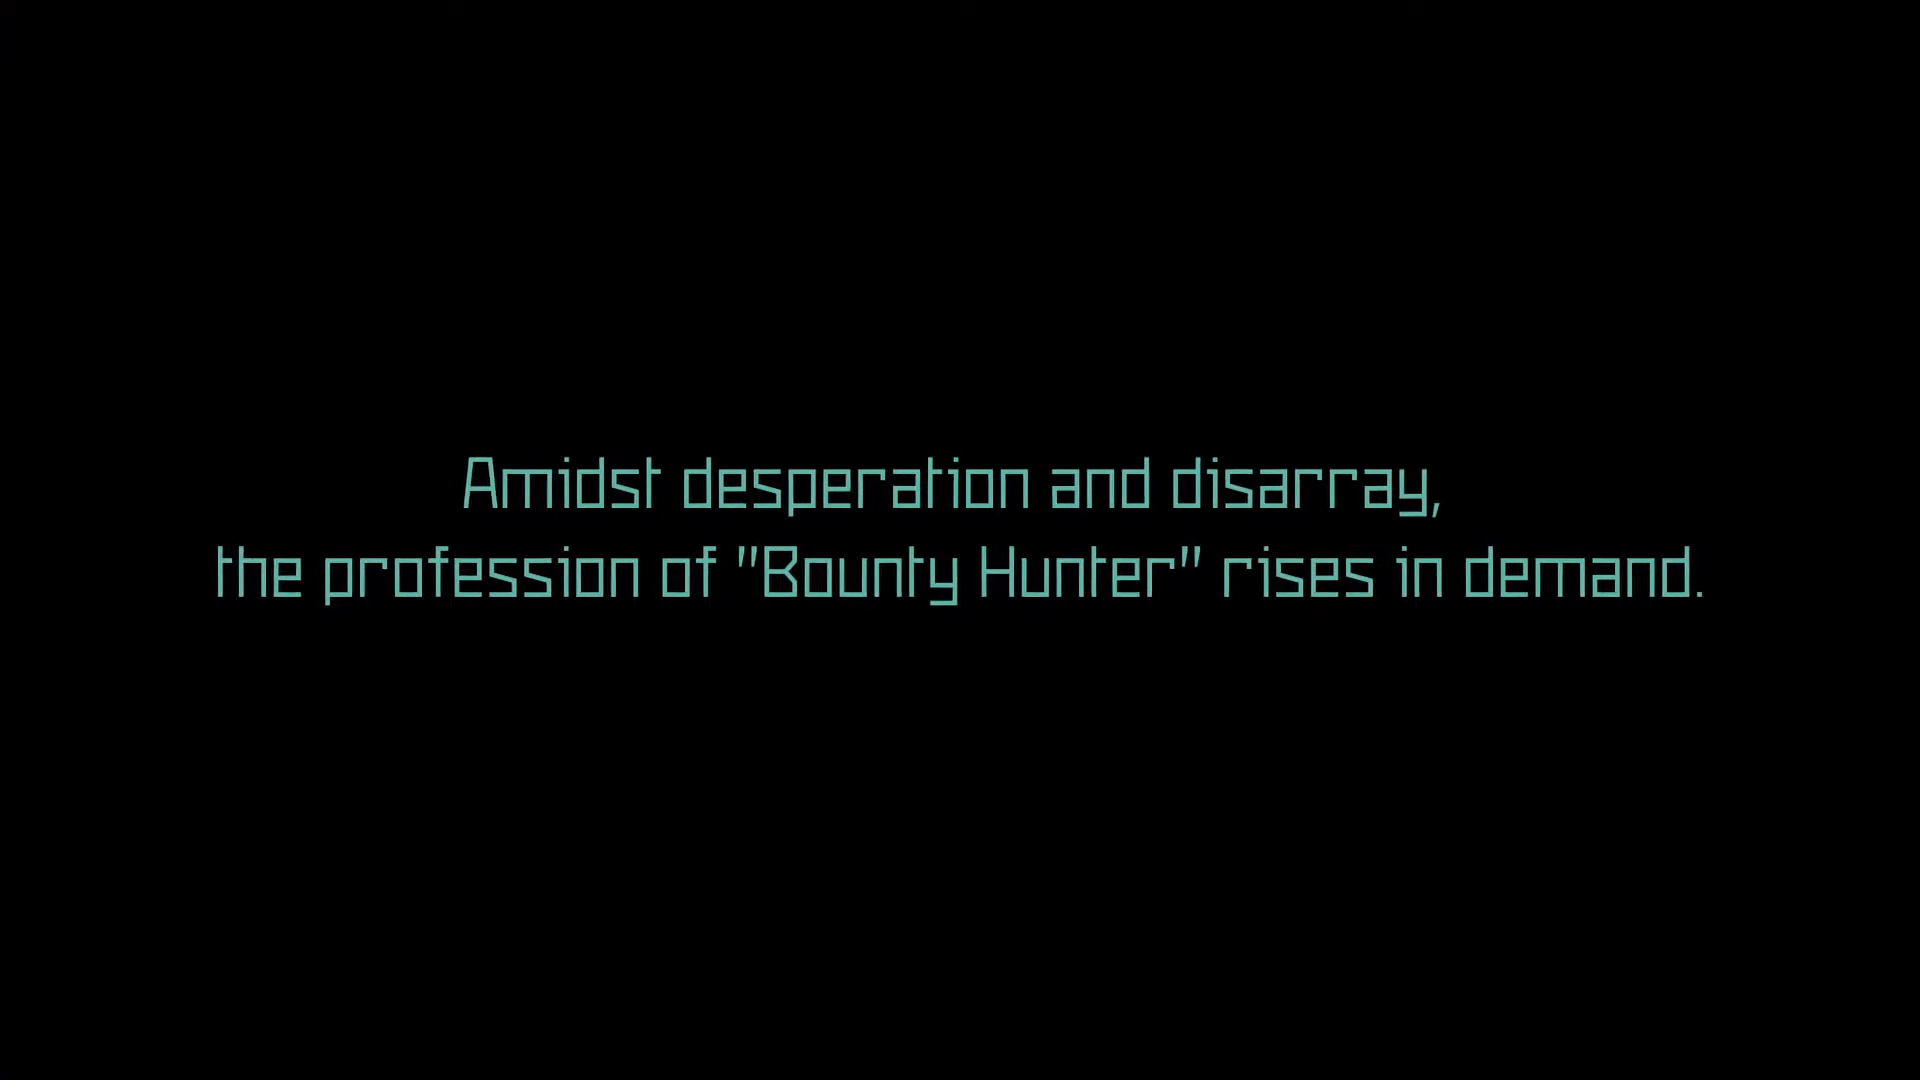 Amidst desperation and disarray,
the profession of "Bounty Hunter" rises in demand.